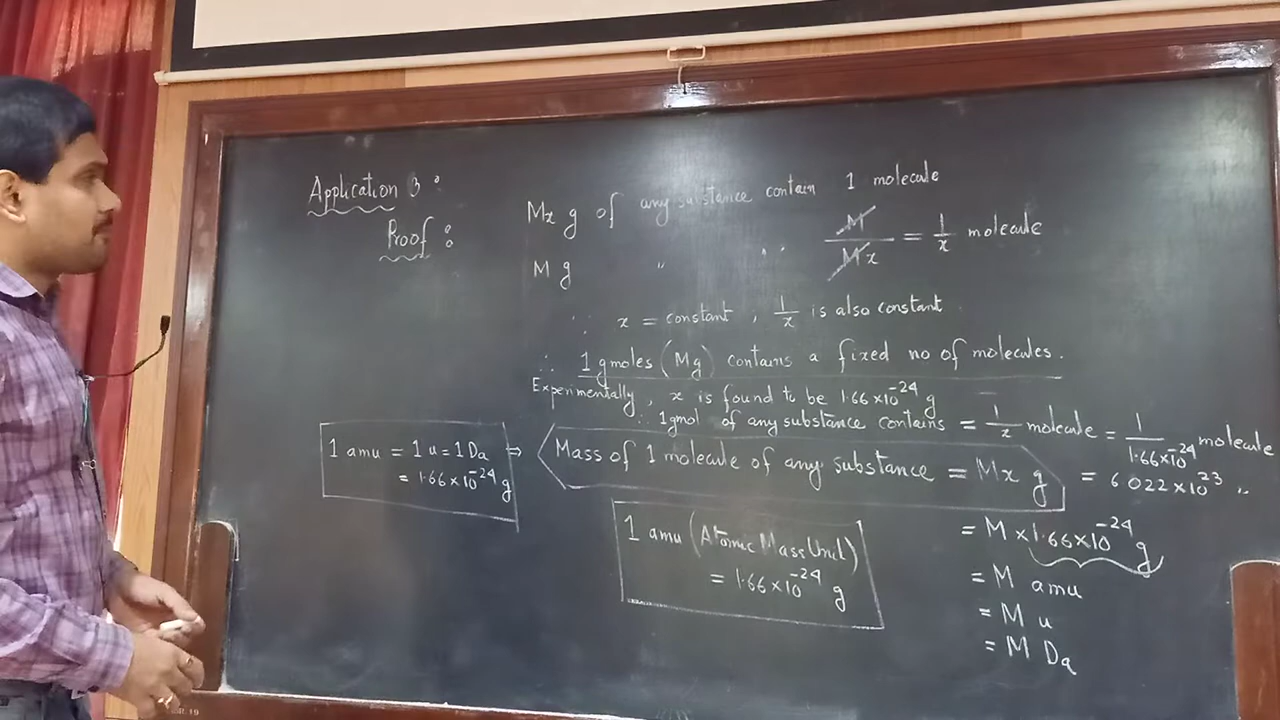 Application 3 :
Proof :
Mx g of any substance contain 1 molecule
M g " " M/Mx = 1/x molecule
∵ x = constant, 1/x is also constant
∴ 1 gmoles (Mg) contains a fixed no of molecules.
Experimentally, x is found to be 1.66×10⁻²⁴ g
∴ 1gmol of any substance contains = 1/x molecule = 1/1.66×10⁻²⁴ molecule
= 6.022×10²³ "
1 amu = 1 u = 1 Da
= 1.66×10⁻²⁴ g
⇒ Mass of 1 molecule of any substance = Mx g
= M×1.66×10⁻²⁴ g
= M amu
= M u
= M Da
1 amu (Atomic Mass Unit)
= 1.66×10⁻²⁴ g